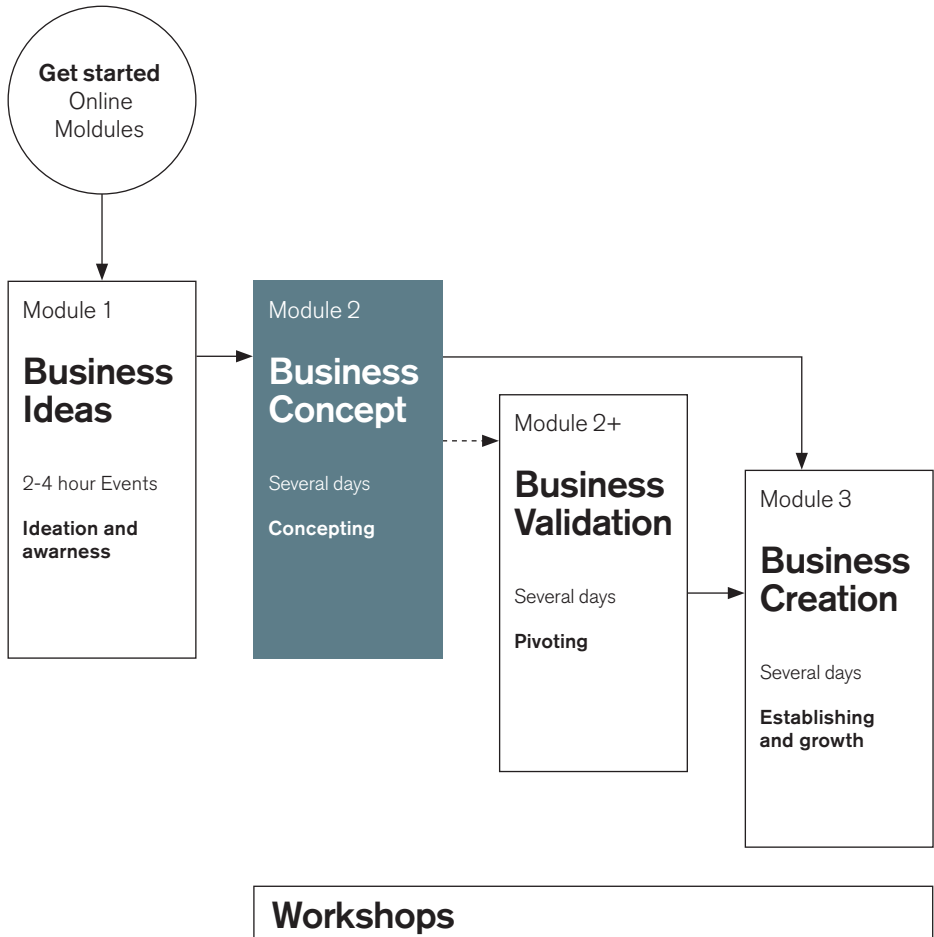 Get started
Online
Moldules
Module 1
Business
Ideas
2-4 hour Events
Ideation and
awarness
Module 2
Business
Concept
Several days
Concepting
Module 2+
Business
Validation
Several days
Pivoting
Module 3
Business
Creation
Several days
Establishing
and growth
Workshops